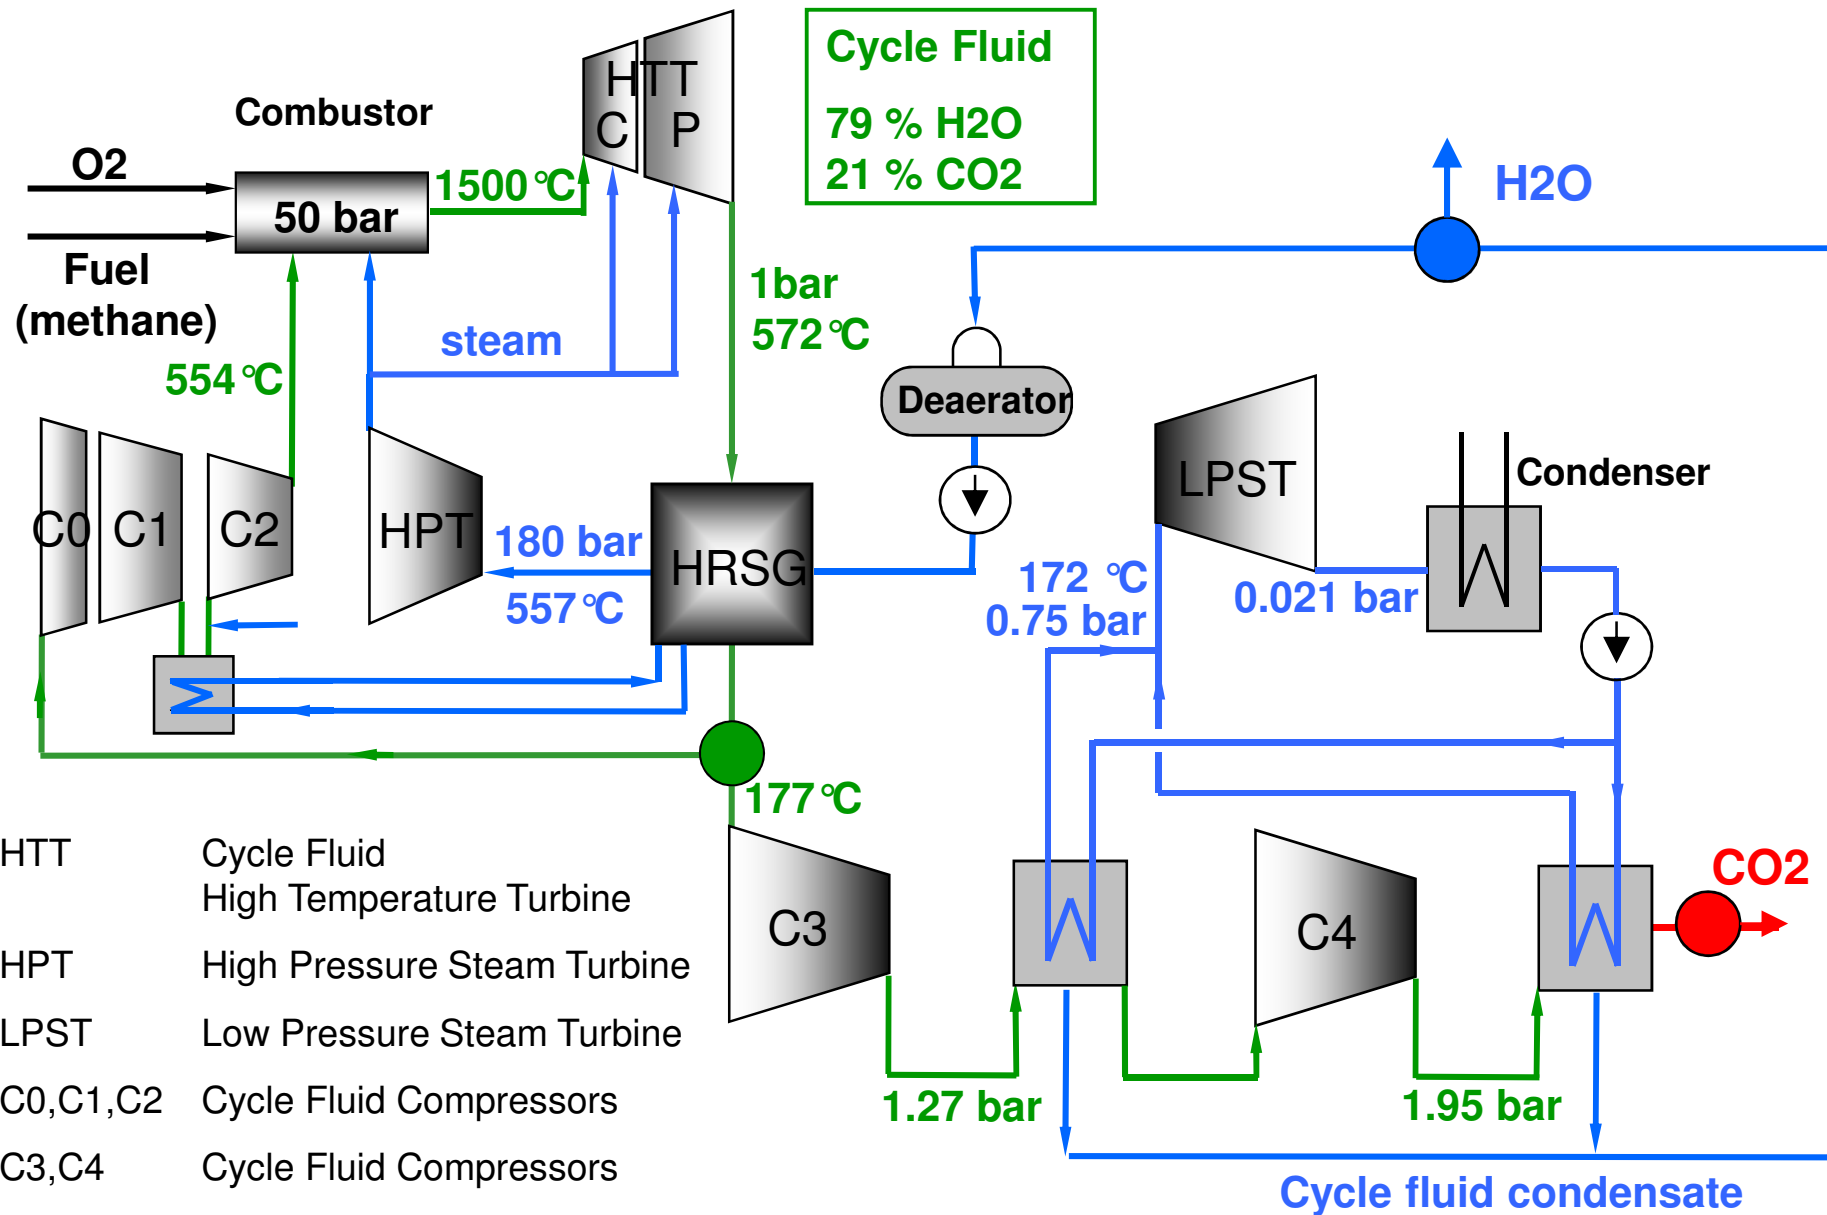 Cycle Fluid
79 % H2O
21 % CO2
HTT
C P
Combustor
O2
50 bar
1500°C
Fuel
(methane)
H2O
1bar
572°C
steam
554°C
Deaerator
C0 C1 C2
HPT
180 bar
557°C
HRSG
LPST
Condenser
172 °C
0.75 bar
0.021 bar
177°C
HTT Cycle Fluid
High Temperature Turbine
HPT High Pressure Steam Turbine
LPST Low Pressure Steam Turbine
C0,C1,C2 Cycle Fluid Compressors
C3,C4 Cycle Fluid Compressors
C3
C4
CO2
1.27 bar
1.95 bar
Cycle fluid condensate